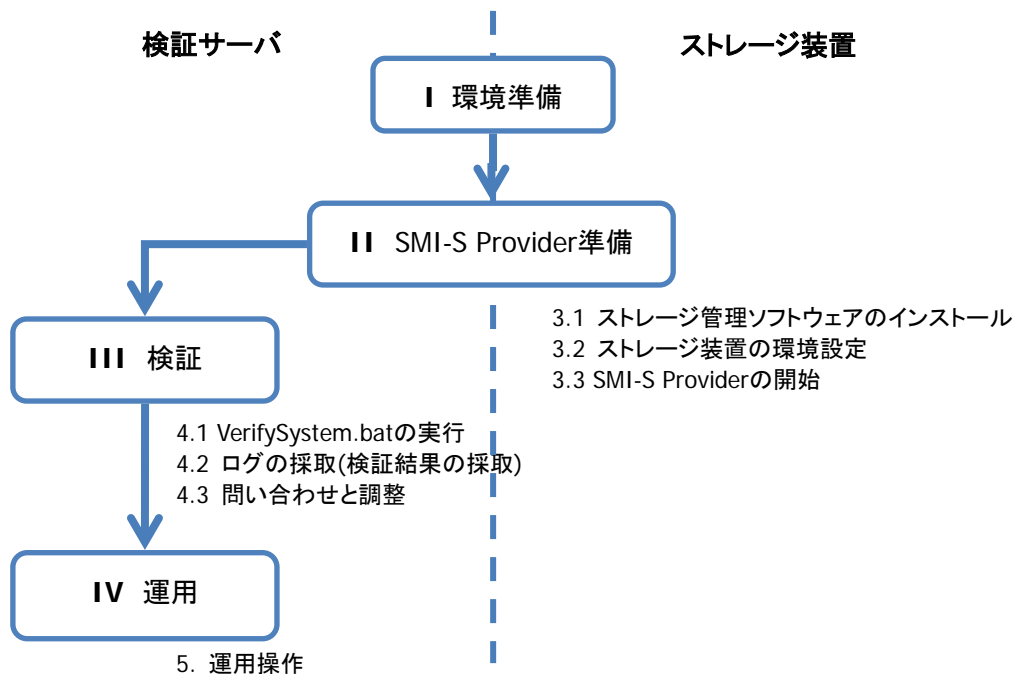 検証サーバ
ストレージ装置
I 環境準備
II SMI-S Provider準備
3.1 ストレージ管理ソフトウェアのインストール
3.2 ストレージ装置の環境設定
3.3 SMI-S Providerの開始
III 検証
4.1 VerifySystem.batの実行
4.2 ログの採取(検証結果の採取)
4.3 問い合わせと調整
IV 運用
5. 運用操作